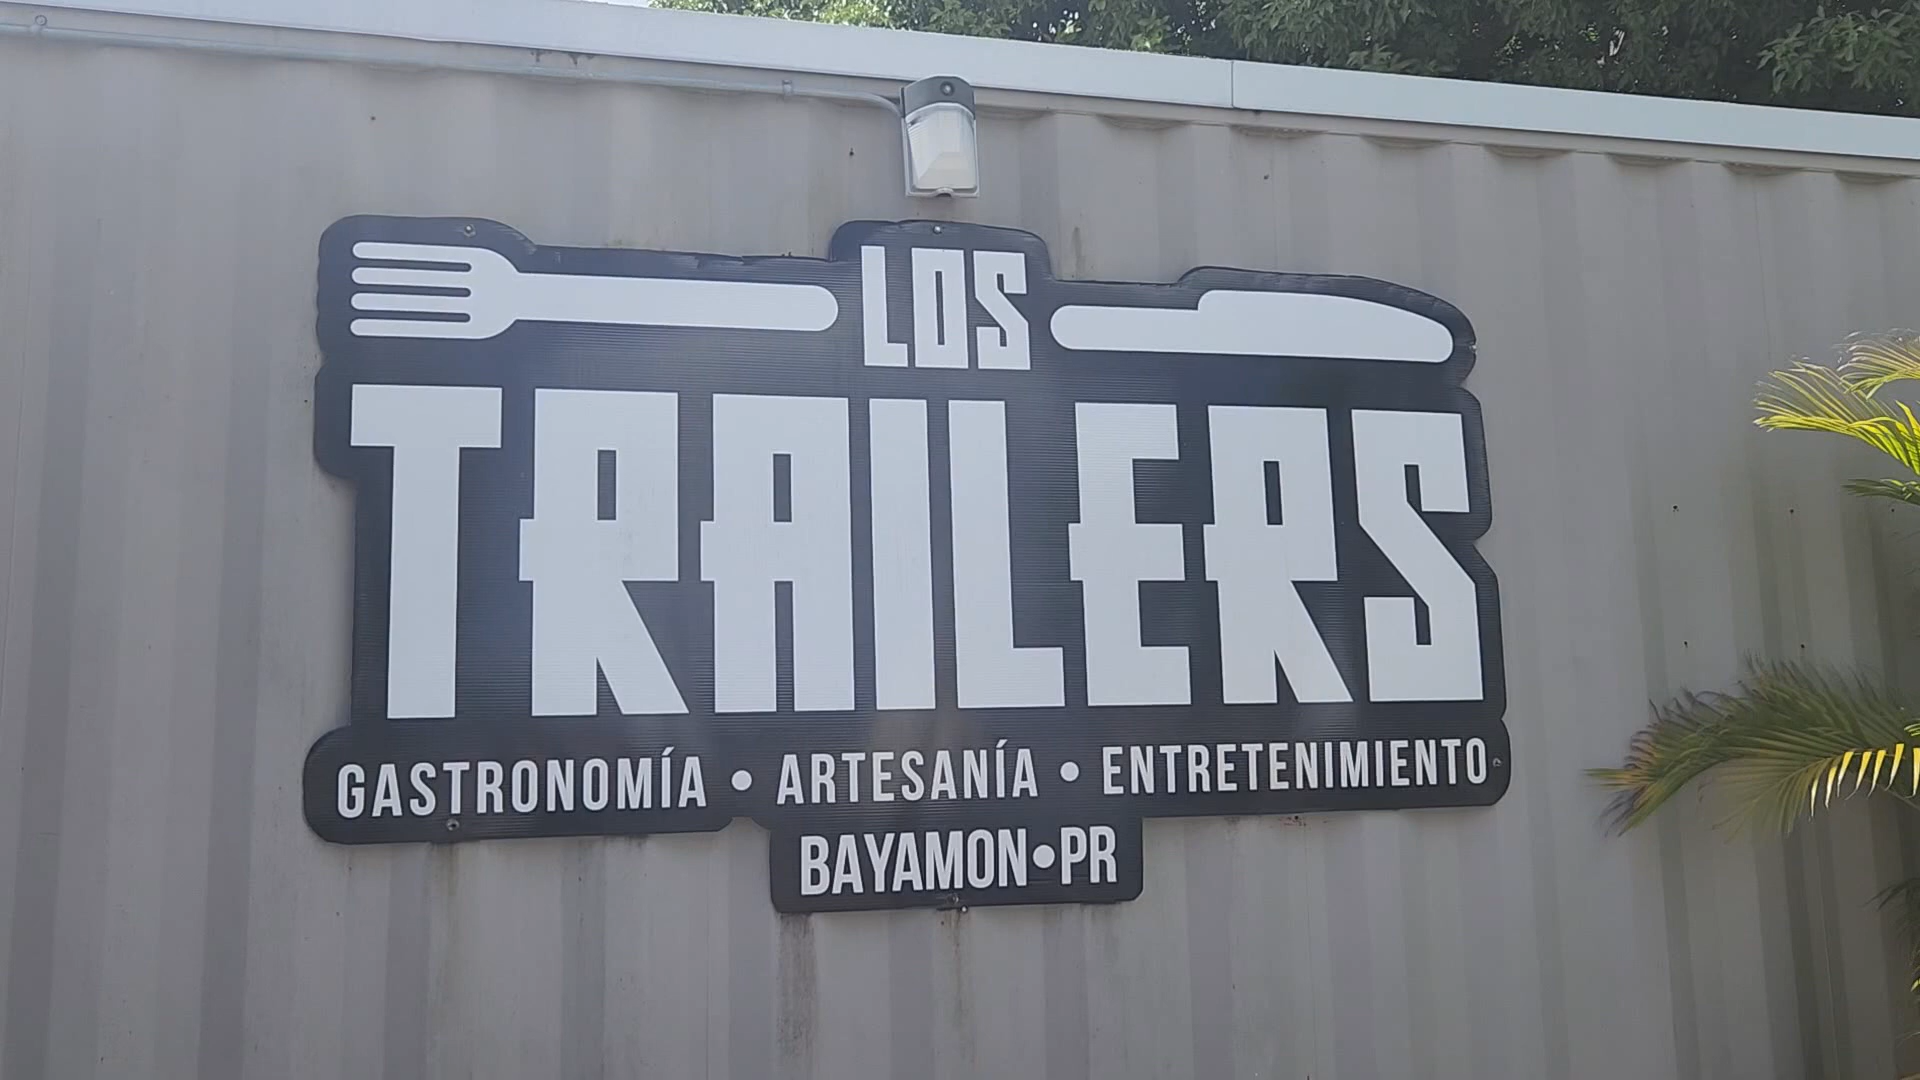 LOS
TRAILERS
GASTRONOMÍA • ARTESANÍA • ENTRETENIMIENTO
BAYAMON•PR